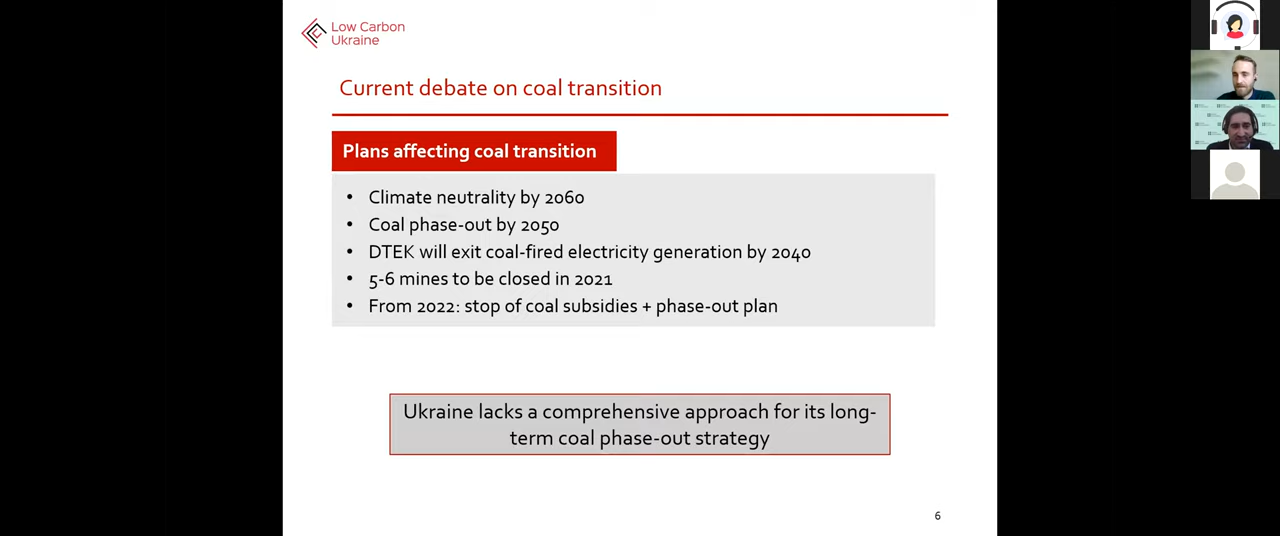 Low Carbon
Ukraine
Current debate on coal transition
Plans affecting coal transition
• Climate neutrality by 2060
• Coal phase-out by 2050
• DTEK will exit coal-fired electricity generation by 2040
• 5-6 mines to be closed in 2021
• From 2022: stop of coal subsidies + phase-out plan
Ukraine lacks a comprehensive approach for its long-
term coal phase-out strategy
6